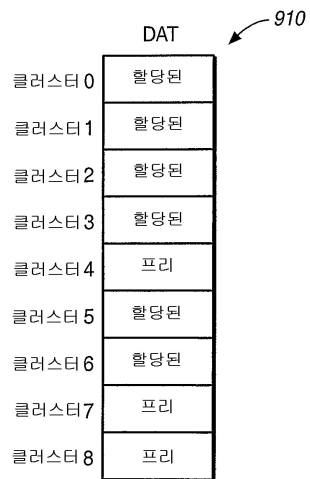 910
DAT
클러스터 0 할당된
클러스터 1 할당된
클러스터 2 할당된
클러스터 3 할당된
클러스터 4 프리
클러스터 5 할당된
클러스터 6 할당된
클러스터 7 프리
클러스터 8 프리